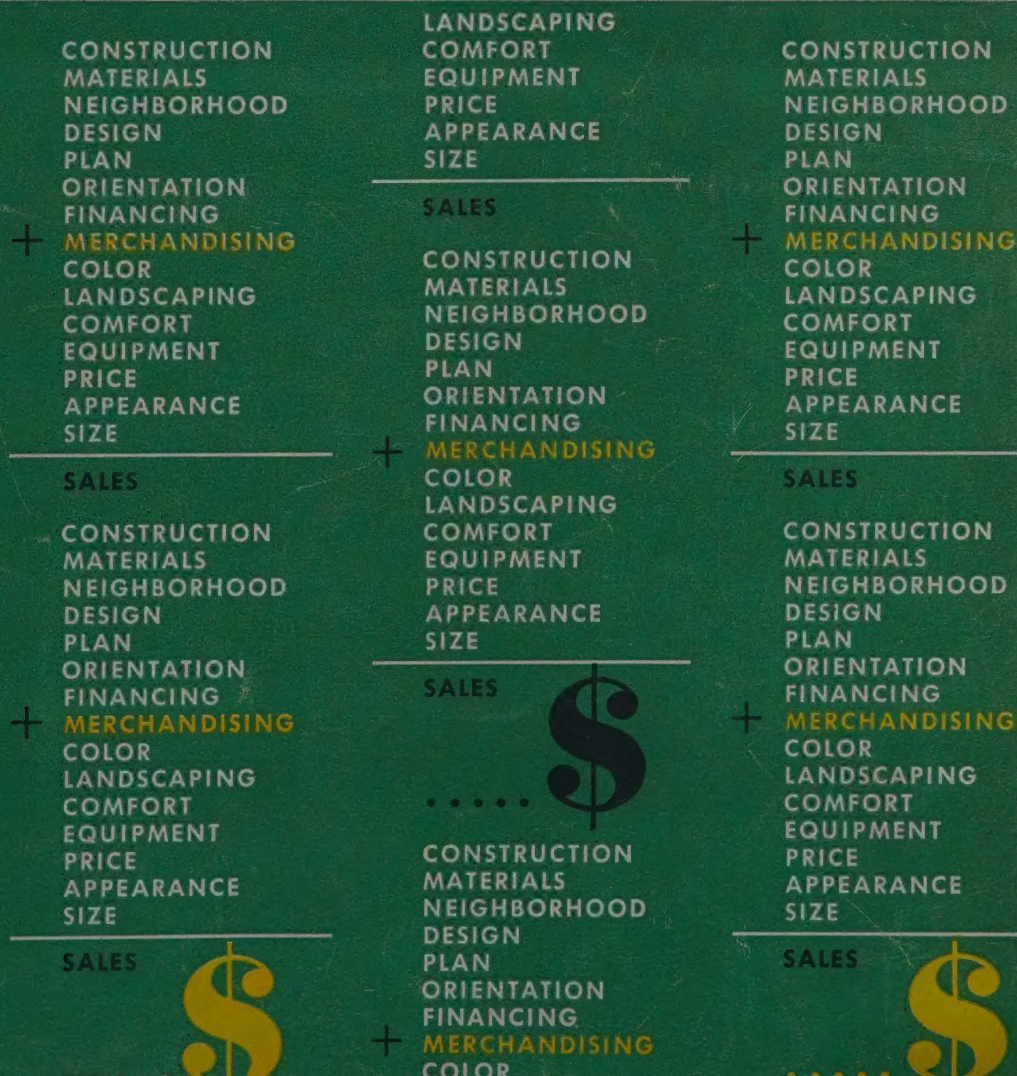 CONSTRUCTION
MATERIALS
NEIGHBORHOOD
DESIGN
PLAN
ORIENTATION
FINANCING
+ MERCHANDISING
COLOR
LANDSCAPING
COMFORT
EQUIPMENT
PRICE
APPEARANCE
SIZE
SALES
CONSTRUCTION
MATERIALS
NEIGHBORHOOD
DESIGN
PLAN
ORIENTATION
FINANCING
+ MERCHANDISING
COLOR
LANDSCAPING
COMFORT
EQUIPMENT
PRICE
APPEARANCE
SIZE
SALES
$
LANDSCAPING
COMFORT
EQUIPMENT
PRICE
APPEARANCE
SIZE
SALES
CONSTRUCTION
MATERIALS
NEIGHBORHOOD
DESIGN
PLAN
ORIENTATION
FINANCING
+ MERCHANDISING
COLOR
LANDSCAPING
COMFORT
EQUIPMENT
PRICE
APPEARANCE
SIZE
SALES
.....$
CONSTRUCTION
MATERIALS
NEIGHBORHOOD
DESIGN
PLAN
ORIENTATION
FINANCING
+ MERCHANDISING
COLOR
CONSTRUCTION
MATERIALS
NEIGHBORHOOD
DESIGN
PLAN
ORIENTATION
FINANCING
+ MERCHANDISING
COLOR
LANDSCAPING
COMFORT
EQUIPMENT
PRICE
APPEARANCE
SIZE
SALES
CONSTRUCTION
MATERIALS
NEIGHBORHOOD
DESIGN
PLAN
ORIENTATION
FINANCING
+ MERCHANDISING
COLOR
LANDSCAPING
COMFORT
EQUIPMENT
PRICE
APPEARANCE
SIZE
SALES
.....$